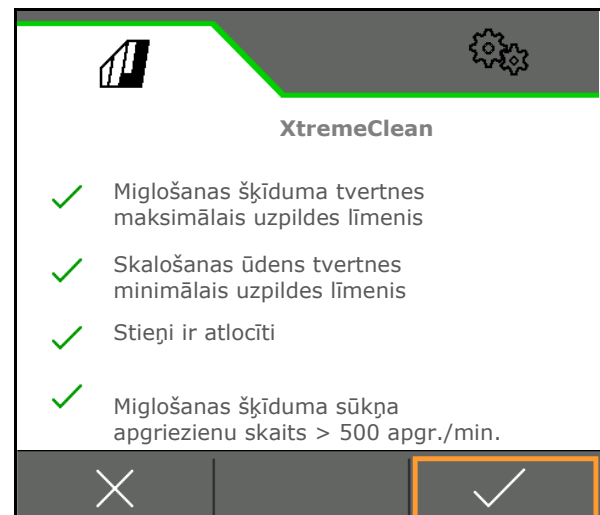 XtremeClean
Miglošanas šķīduma tvertnes
maksimālais uzpildes līmenis
Skalošanas ūdens tvertnes
minimālais uzpildes līmenis
Stieņi ir atlocīti
Miglošanas šķīduma sūkņa
apgriezienu skaits > 500 apgr./min.